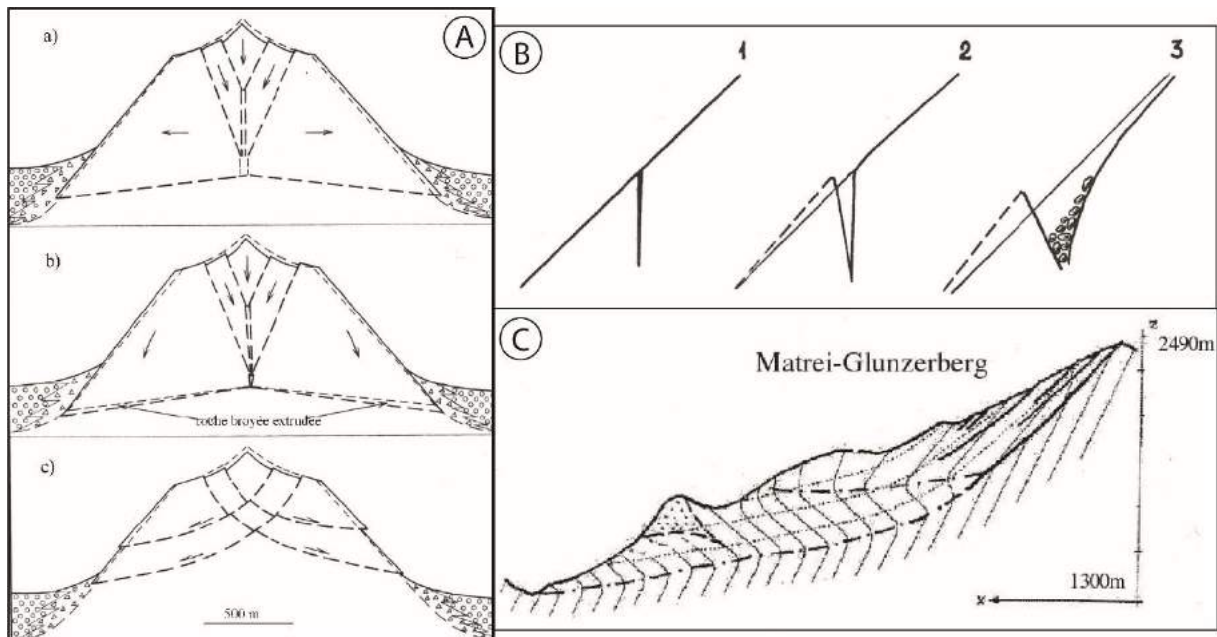 A
a)
b)
roche broyée extrudée
c)
500 m
B
1
2
3
C
Matrei-Glunzerberg
z
2490m
1300m
x